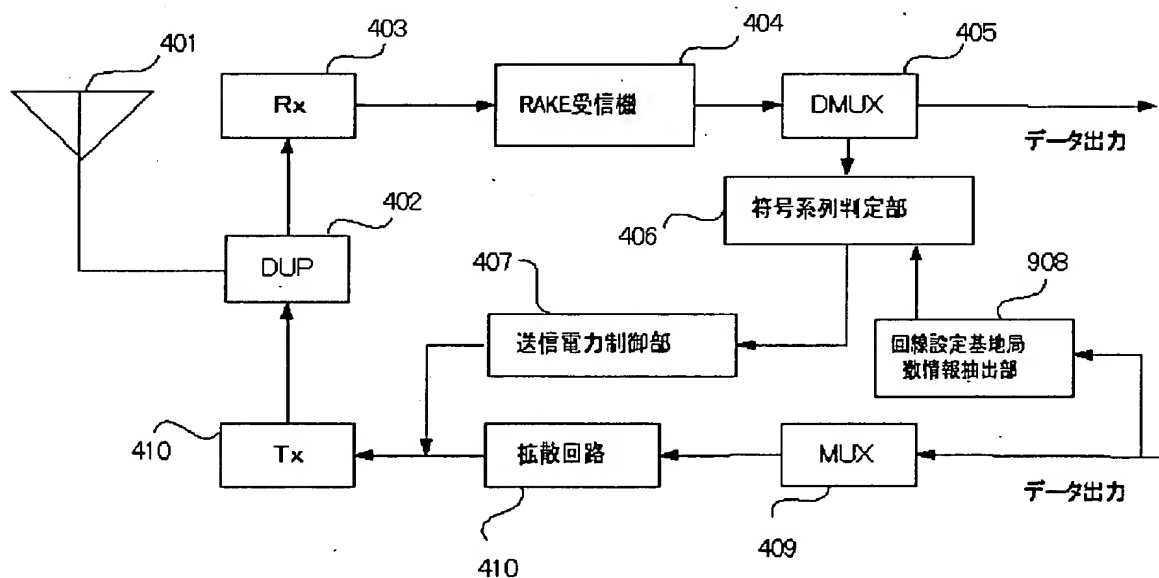 401
403
404
405
Rx
RAKE受信機
DMUX
データ出力
402
符号系列判定部
406
DUP
407
908
送信電力制御部
回線設定基地局
数情報抽出部
410
Tx
拡散回路
MUX
データ出力
410
409